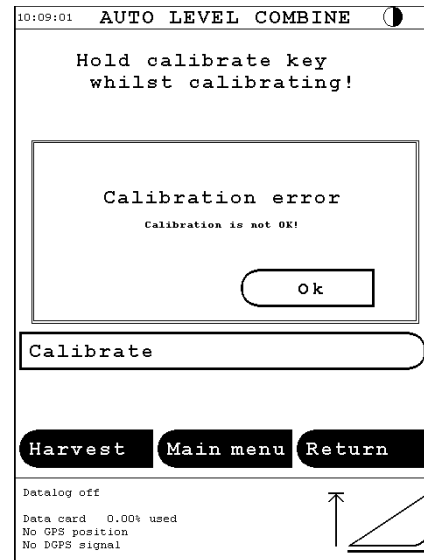 10:09:01 AUTO LEVEL COMBINE
Hold calibrate key
whilst calibrating!
Calibration error
Calibration is not OK!
Ok
Calibrate
Harvest Main menu Return
Datalog off
Data card 0.00% used
No GPS position
No DGPS signal